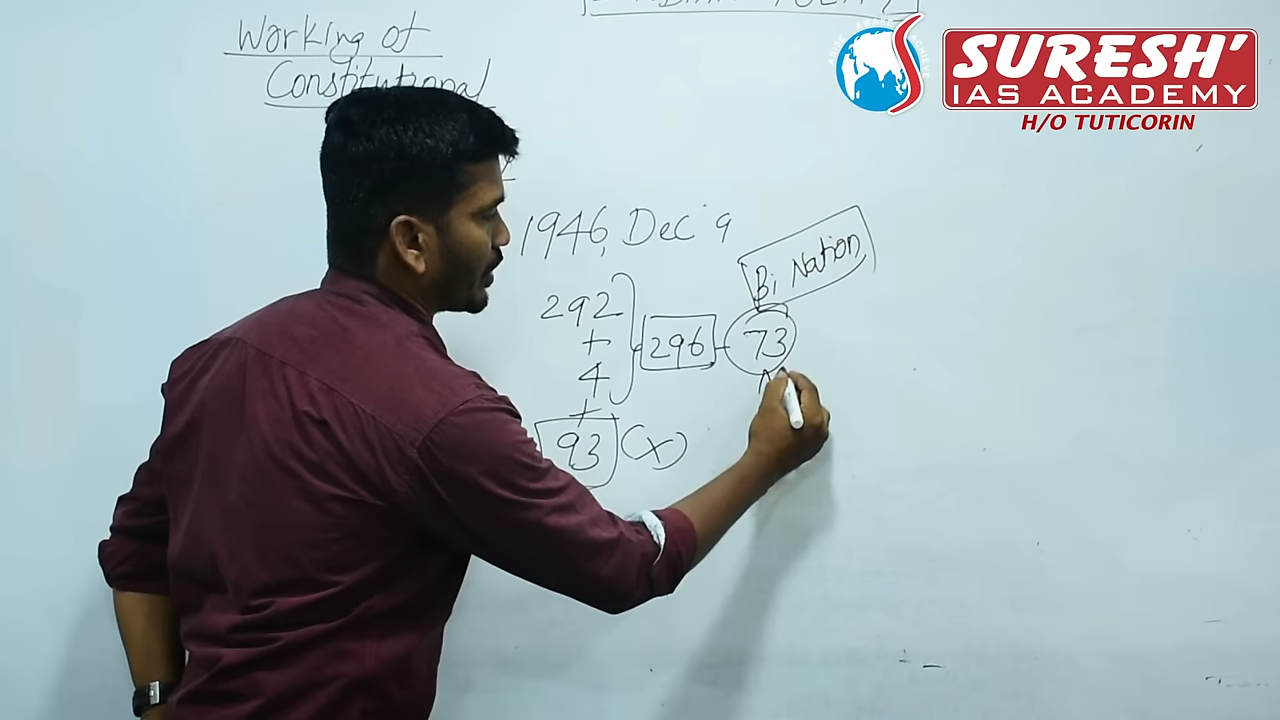 SURESH'
IAS ACADEMY
H/O TUTICORIN
Working of
Constitutional
1946, Dec 9
Bi Nation
292
+
4
296 - 73
+
93 (x)